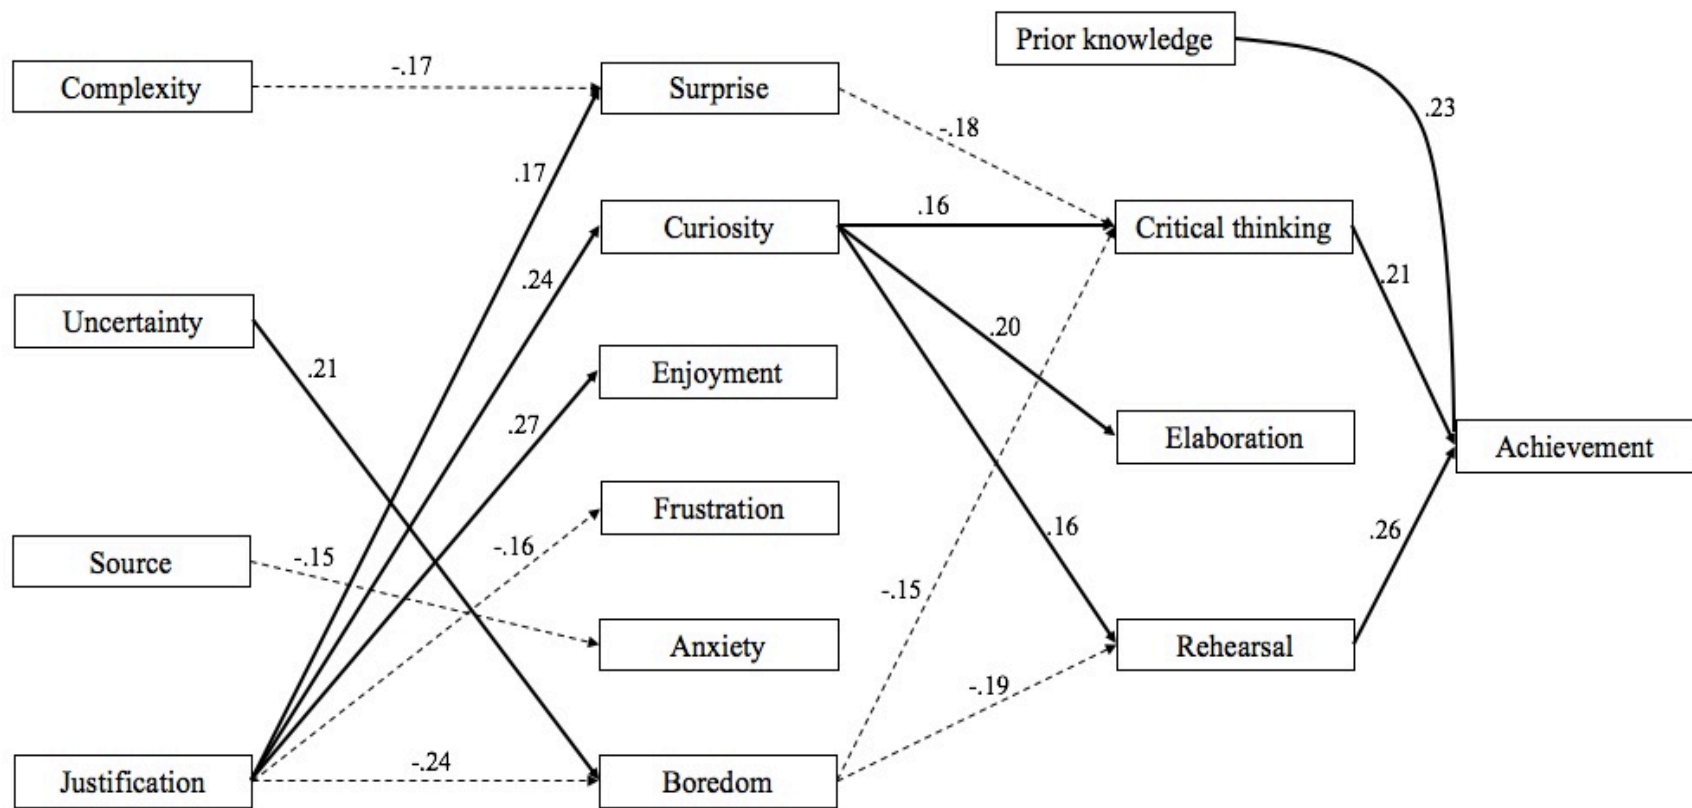 Prior knowledge
Complexity
-.17
Surprise
.23
-.18
.17
Curiosity
.16
Critical thinking
.24
.21
Uncertainty
.20
.21
Enjoyment
.27
Elaboration
Achievement
Frustration
.16
.26
-.16
Source
-.15
-.15
Anxiety
Rehearsal
-.19
-.24
Justification
Boredom